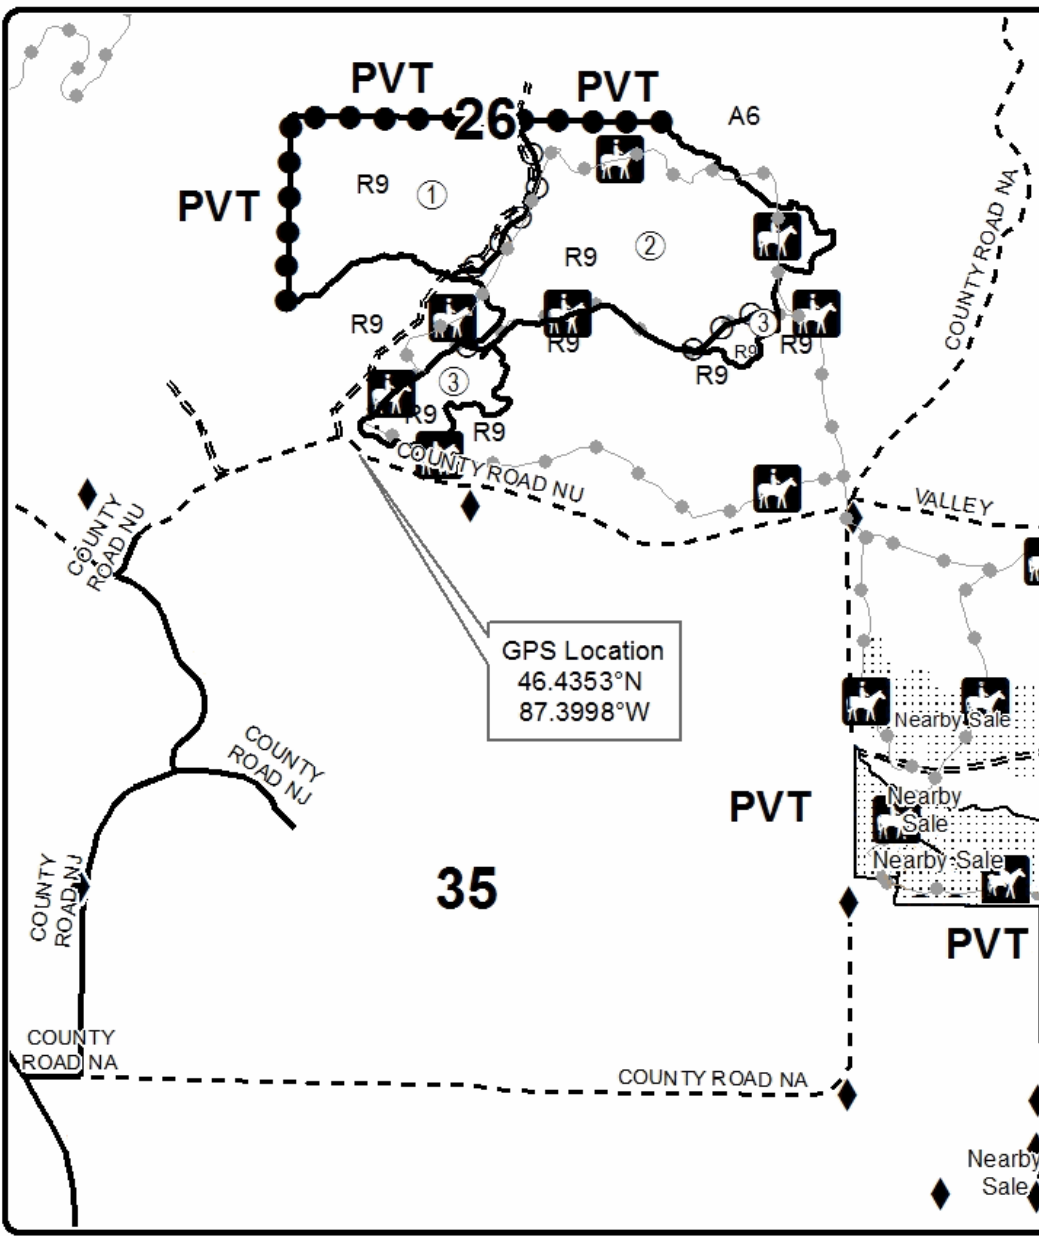 PVT
PVT
26
A6
R9
1
PVT
COUNTY ROAD NA
2
R9
R9
3
R9
R9
R9
R9
3
R9
R9
COUNTY ROAD NU
VALLEY
COUNTY
ROAD NU
GPS Location
46.4353°N
87.3998°W
Nearby Sale
COUNTY
ROAD NJ
PVT
Nearby
Sale
Nearby Sale
COUNTY
ROAD NJ
35
PVT
COUNTY
ROAD NA
COUNTY ROAD NA
Nearby
Sale